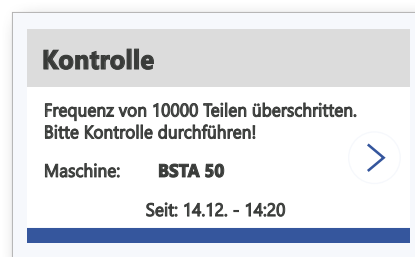 Kontrolle
Frequenz von 10000 Teilen überschritten.
Bitte Kontrolle durchführen!
Maschine: BSTA 50
Seit: 14.12. - 14:20